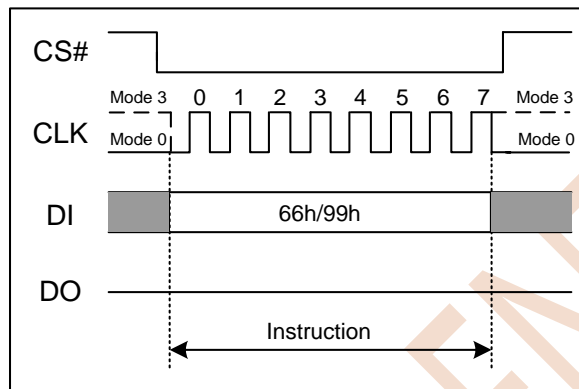 CS#
Mode 3 0 1 2 3 4 5 6 7 Mode 3
CLK
Mode 0 Mode 0
DI 66h/99h
DO
Instruction